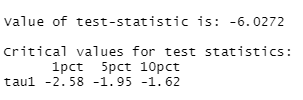 Value of test-statistic is: -6.0272
Critical values for test statistics:
1pct 5pct 10pct
tau1 -2.58 -1.95 -1.62